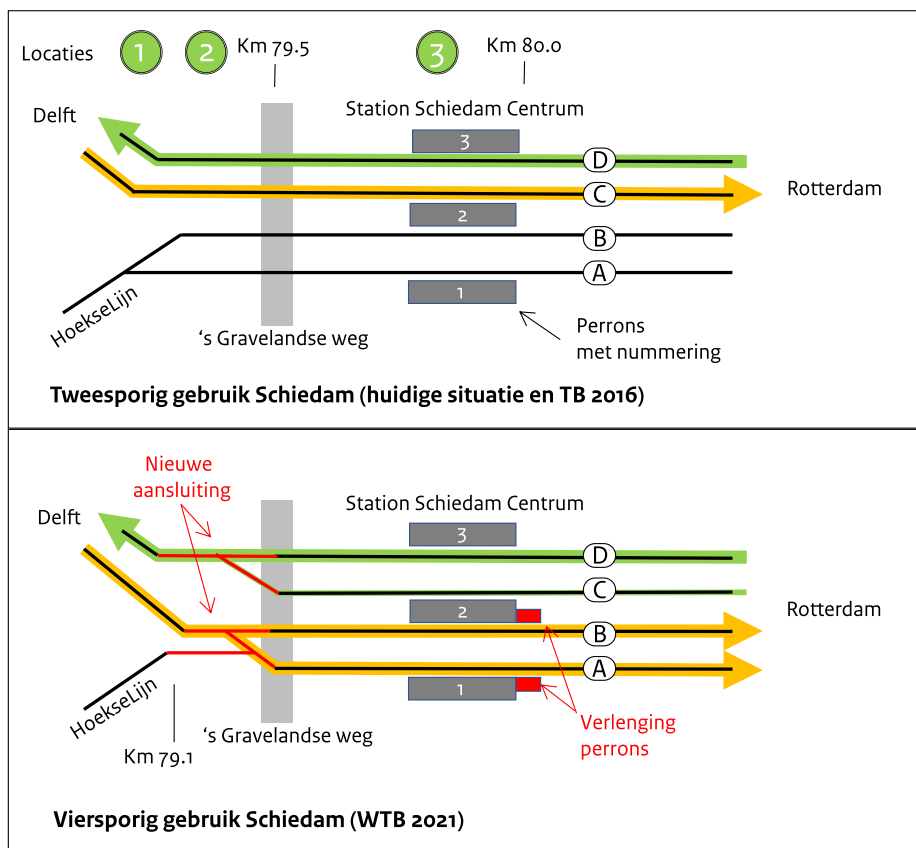 Locaties
1
2
Km 79.5
3
Km 80.0
Station Schiedam Centrum
Delft
3
D
C
Rotterdam
2
B
A
1
HoekseLijn
‘s Gravelandse weg
Perrons
met nummering
Tweesporig gebruik Schiedam (huidige situatie en TB 2016)
Nieuwe
aansluiting
Station Schiedam Centrum
Delft
3
D
C
Rotterdam
2
B
A
1
HoekseLijn
‘s Gravelandse weg
Km 79.1
Verlenging
perrons
Viersporig gebruik Schiedam (WTB 2021)